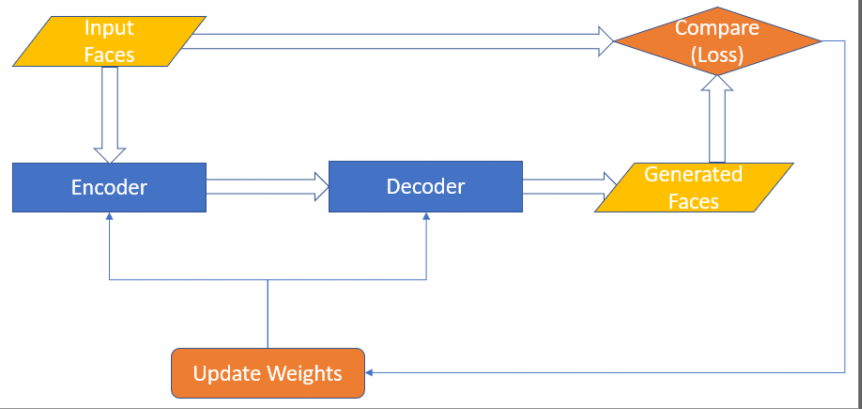 Input
Faces
Compare
(Loss)
Encoder
Decoder
Generated
Faces
Update Weights